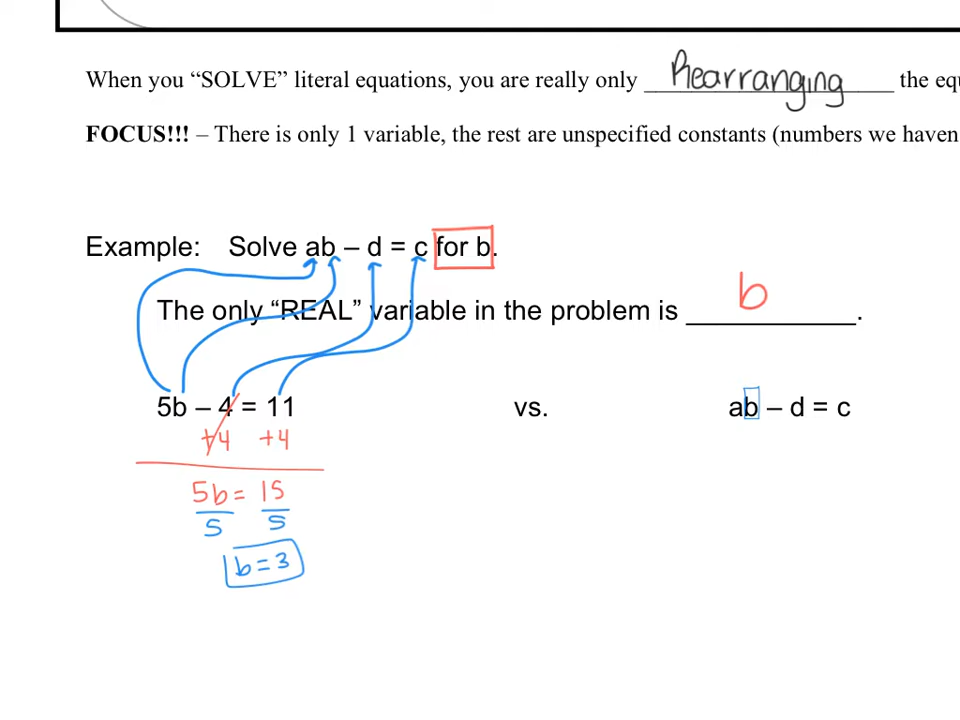 When you “SOLVE” literal equations, you are really only Rearranging the equ
FOCUS!!! – There is only 1 variable, the rest are unspecified constants (numbers we haven
Example: Solve ab – d = c for b.
The only “REAL” variable in the problem is b.
5b – 4 = 11 vs. ab – d = c
+4 +4
5b = 15
5 5
b = 3